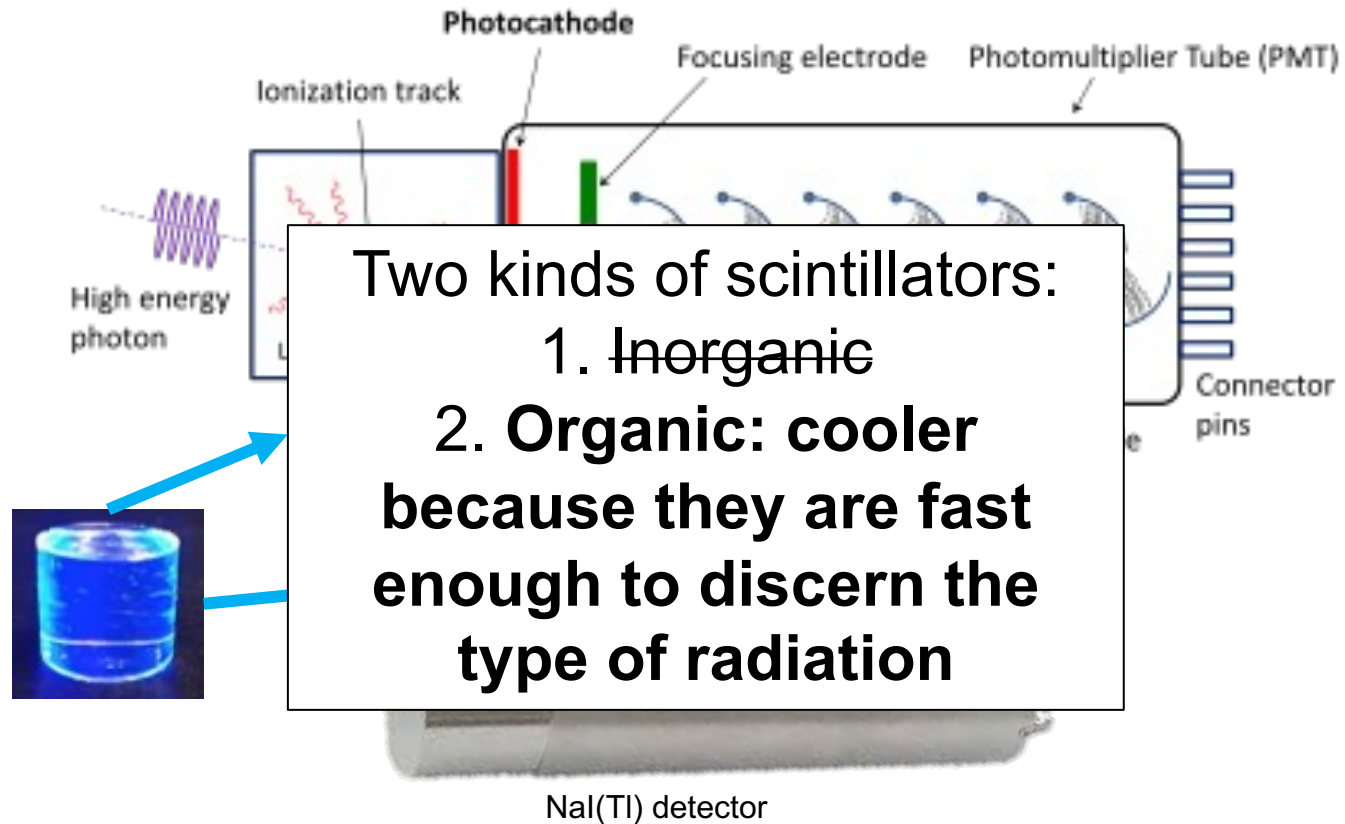 Photocathode
Focusing electrode
Photomultiplier Tube (PMT)
Ionization track
High energy
photon
Two kinds of scintillators:
1. Inorganic
2. Organic: cooler
because they are fast
enough to discern the
type of radiation
Connector
pins
NaI(Tl) detector